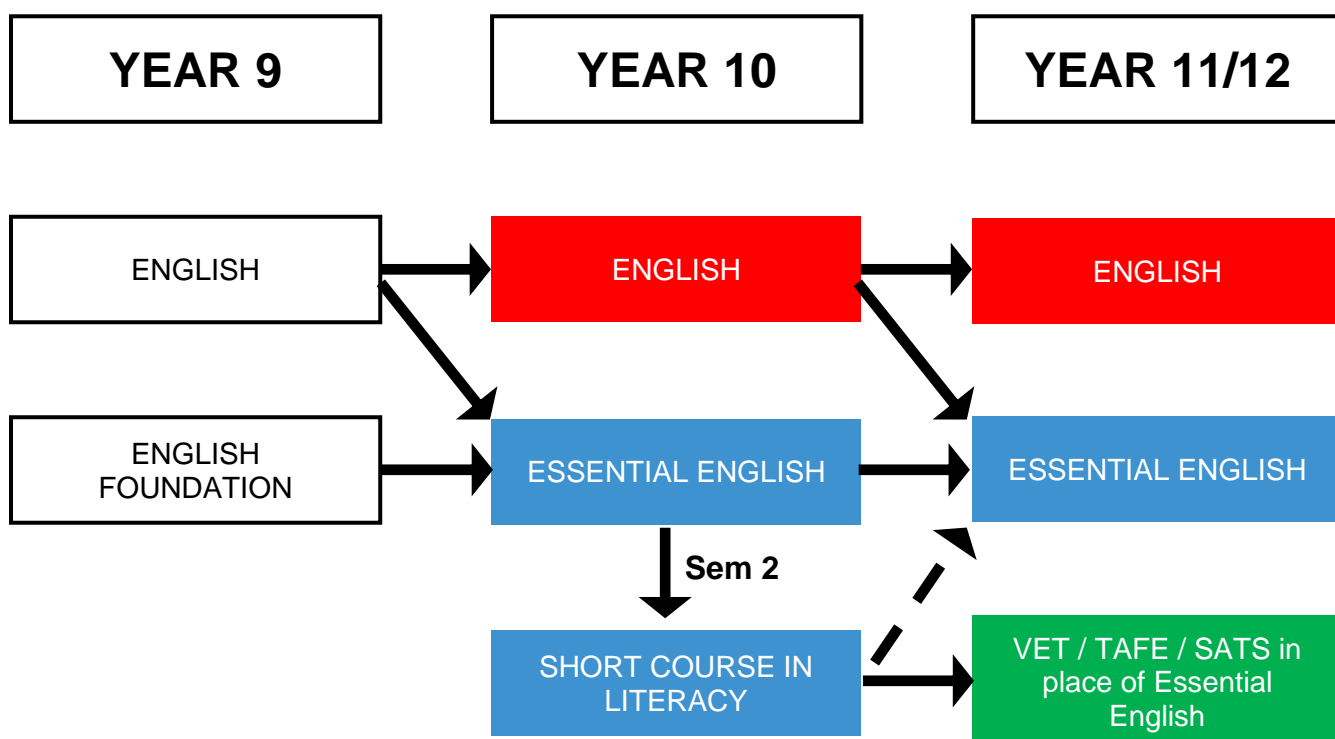 YEAR 9
YEAR 10
YEAR 11/12
ENGLISH
ENGLISH
ENGLISH
ENGLISH
FOUNDATION
ESSENTIAL ENGLISH
ESSENTIAL ENGLISH
Sem 2
SHORT COURSE IN
LITERACY
VET / TAFE / SATS in
place of Essential
English